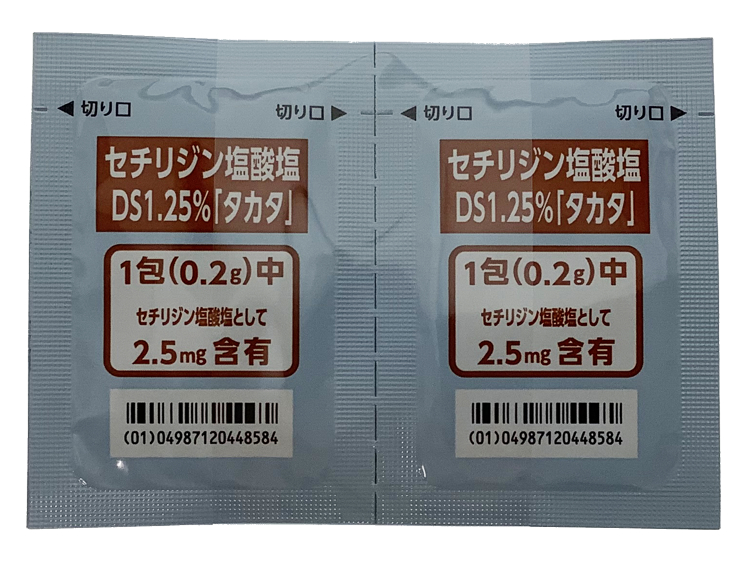 ◀切り口 切り口▶
◀切り口 切り口▶
セチリジン塩酸塩
DS1.25%「タカタ」
1包(0.2g)中
セチリジン塩酸塩として
2.5mg 含有
(01)04987120448584
セチリジン塩酸塩
DS1.25%「タカタ」
1包(0.2g)中
セチリジン塩酸塩として
2.5mg 含有
(01)04987120448584